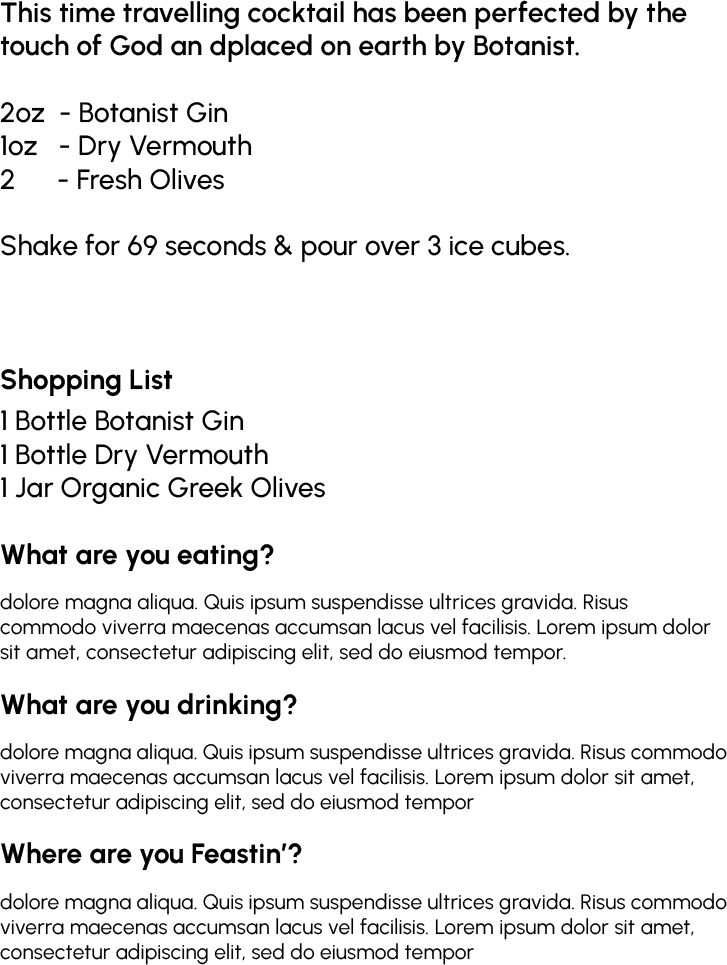 This time travelling cocktail has been perfected by the
touch of God an dplaced on earth by Botanist.
2oz - Botanist Gin
1oz - Dry Vermouth
2 - Fresh Olives
Shake for 69 seconds & pour over 3 ice cubes.
Shopping List
1 Bottle Botanist Gin
1 Bottle Dry Vermouth
1 Jar Organic Greek Olives
What are you eating?
dolore magna aliqua. Quis ipsum suspendisse ultrices gravida. Risus
commodo viverra maecenas accumsan lacus vel facilisis. Lorem ipsum dolor
sit amet, consectetur adipiscing elit, sed do eiusmod tempor.
What are you drinking?
dolore magna aliqua. Quis ipsum suspendisse ultrices gravida. Risus commodo
viverra maecenas accumsan lacus vel facilisis. Lorem ipsum dolor sit amet,
consectetur adipiscing elit, sed do eiusmod tempor
Where are you Feastin’?
dolore magna aliqua. Quis ipsum suspendisse ultrices gravida. Risus commodo
viverra maecenas accumsan lacus vel facilisis. Lorem ipsum dolor sit amet,
consectetur adipiscing elit, sed do eiusmod tempor